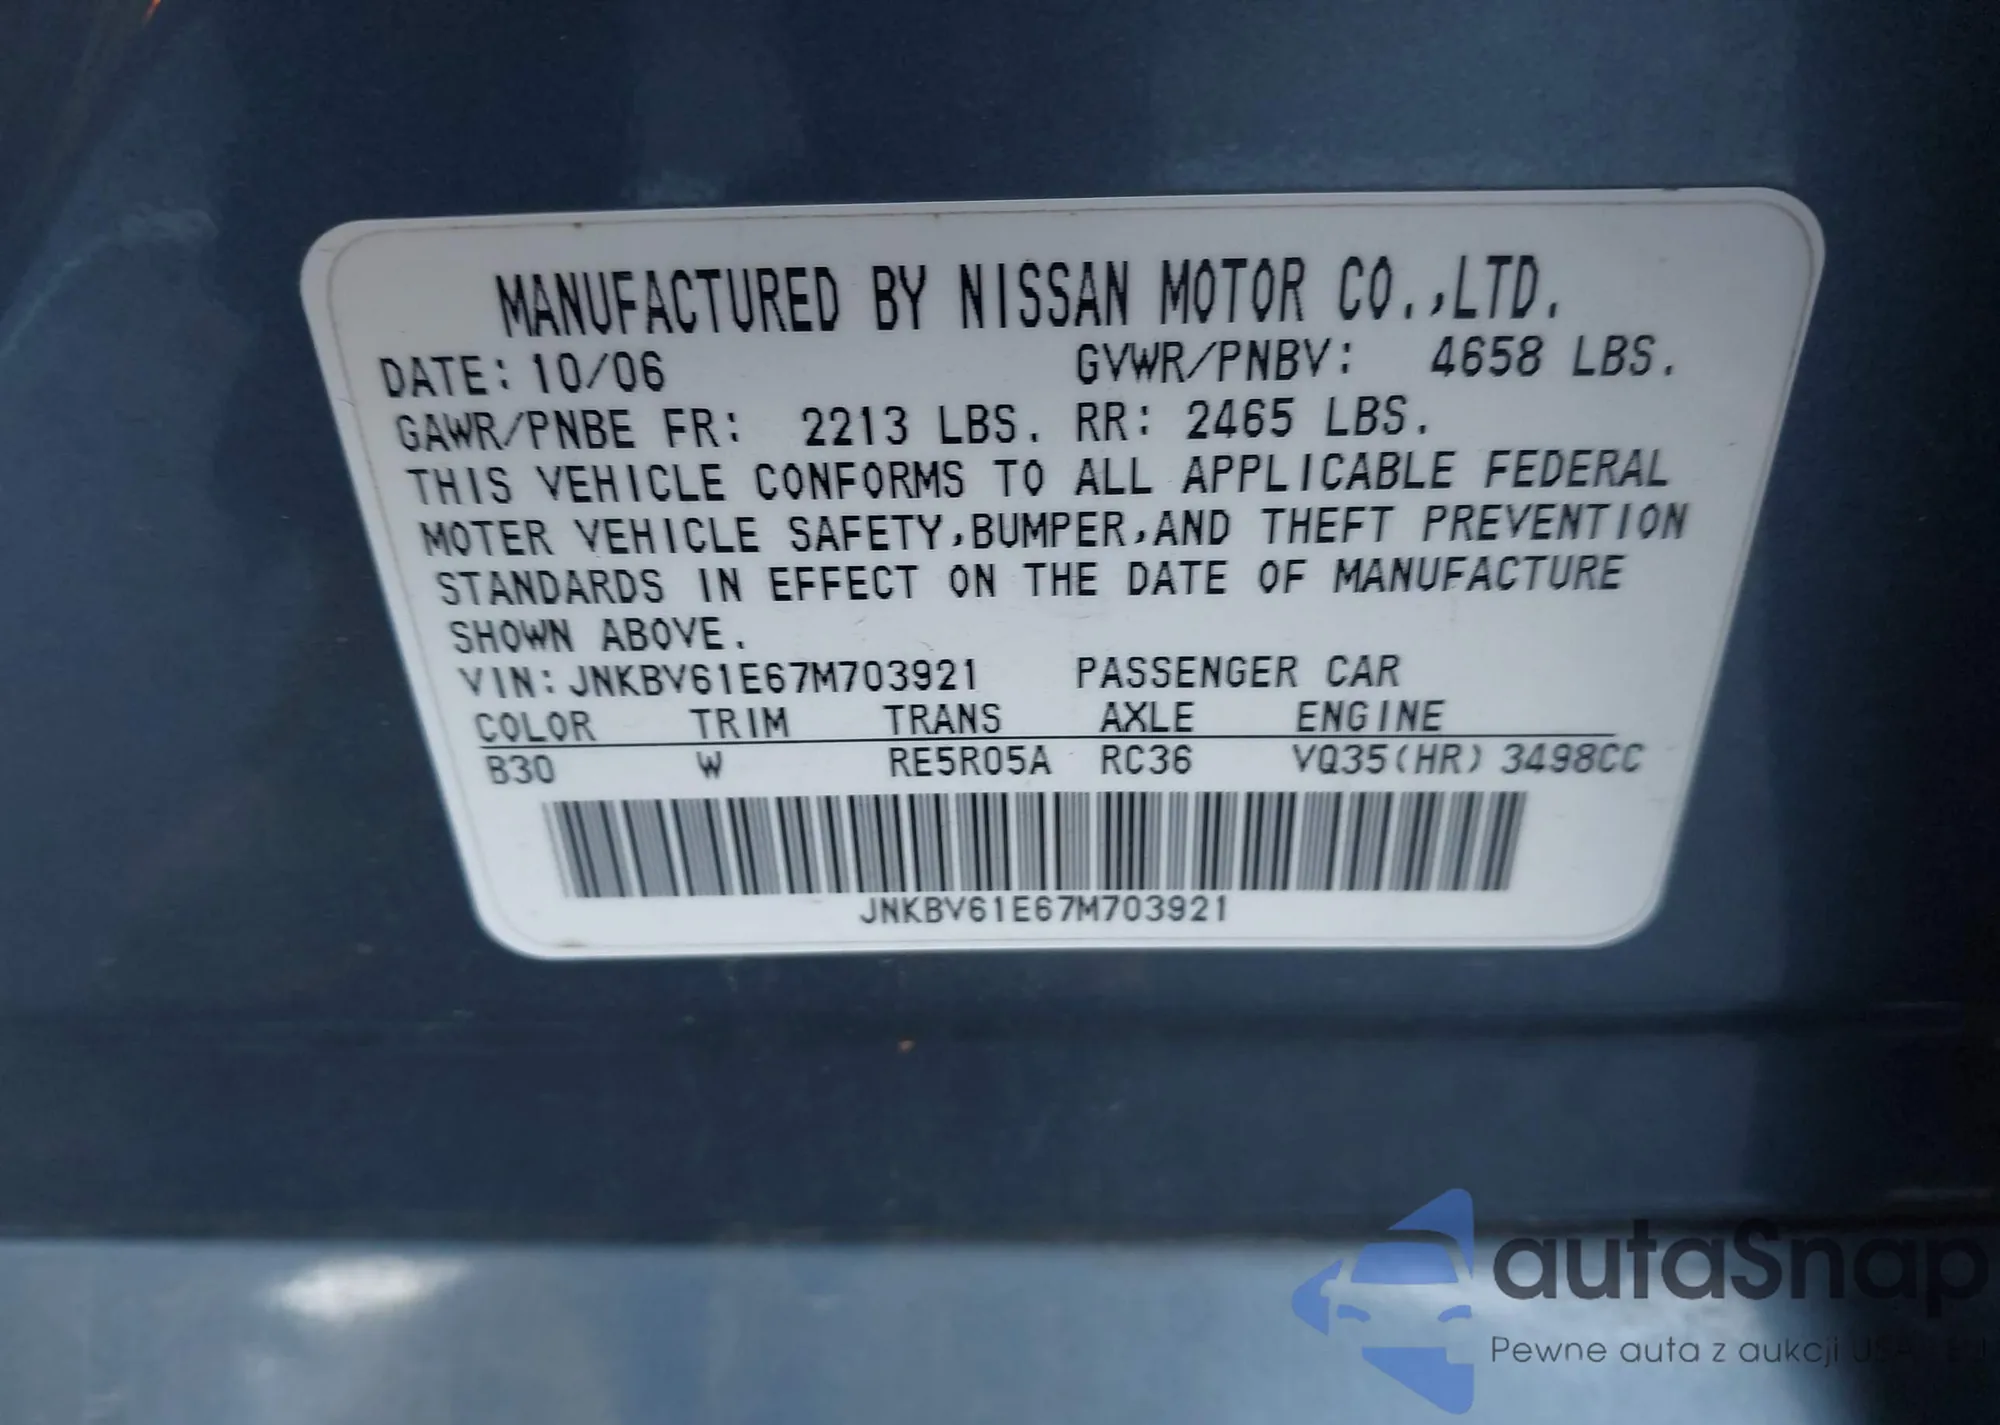 MANUFACTURED BY NISSAN MOTOR CO.,LTD.
DATE: 10/06 GVWR/PNBV: 4658 LBS.
GAWR/PNBE FR: 2213 LBS. RR: 2465 LBS.
THIS VEHICLE CONFORMS TO ALL APPLICABLE FEDERAL
MOTER VEHICLE SAFETY,BUMPER,AND THEFT PREVENTION
STANDARDS IN EFFECT ON THE DATE OF MANUFACTURE
SHOWN ABOVE.
VIN: JNKBV61E67M703921 PASSENGER CAR
COLOR TRIM TRANS AXLE ENGINE
B30 W RE5R05A RC36 VQ35(HR) 3498CC
JNKBV61E67M703921
autaSnap
Pewne auta z aukcji